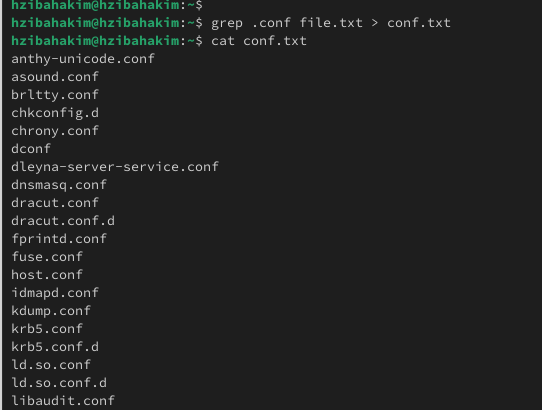 hzibahakim@hzibahakim:~$
hzibahakim@hzibahakim:~$ grep .conf file.txt > conf.txt
hzibahakim@hzibahakim:~$ cat conf.txt
anthy-unicode.conf
asound.conf
brltty.conf
chkconfig.d
chrony.conf
dconf
dleyna-server-service.conf
dnsmasq.conf
dracut.conf
dracut.conf.d
fprintd.conf
fuse.conf
host.conf
idmapd.conf
kdump.conf
krb5.conf
krb5.conf.d
ld.so.conf
ld.so.conf.d
libaudit.conf